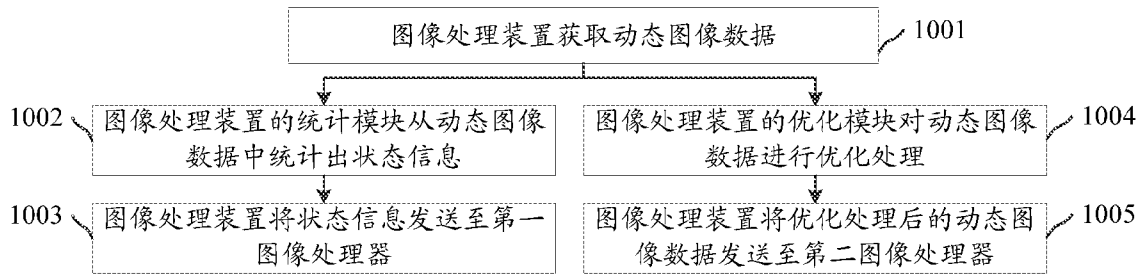 图像处理装置获取动态图像数据
1001
1002
图像处理装置的统计模块从动态图像
数据中统计出状态信息
图像处理装置的优化模块对动态图像
数据进行优化处理
1004
1003
图像处理装置将状态信息发送至第一
图像处理器
图像处理装置将优化处理后的动态图
像数据发送至第二图像处理器
1005